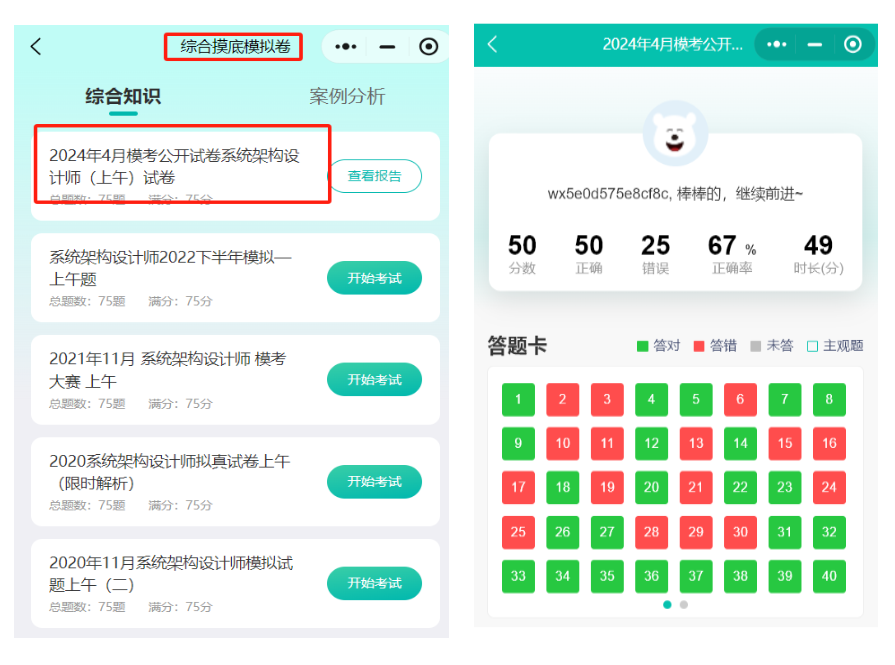 综合摸底模拟卷
综合知识
案例分析
2024年4月模考公开试卷系统架构设
计师（上午）试卷
总题数：75题 满分：75分
查看报告
系统架构设计师2022下半年模拟—
上午题
总题数：75题 满分：75分
开始考试
2021年11月 系统架构设计师 模考
大赛 上午
总题数：75题 满分：75分
开始考试
2020系统架构设计师拟真试卷上午
（限时解析）
总题数：75题 满分：75分
开始考试
2020年11月系统架构设计师模拟试
题上午（二）
总题数：75题 满分：75分
开始考试
2024年4月模考公开...
wx5e0d575e8cf8c, 棒棒的，继续前进~
50 50 25 67 % 49
分数 正确 错误 正确率 时长(分)
答题卡 答对 答错 未答 主观题
1 2 3 4 5 6 7 8
9 10 11 12 13 14 15 16
17 18 19 20 21 22 23 24
25 26 27 28 29 30 31 32
33 34 35 36 37 38 39 40